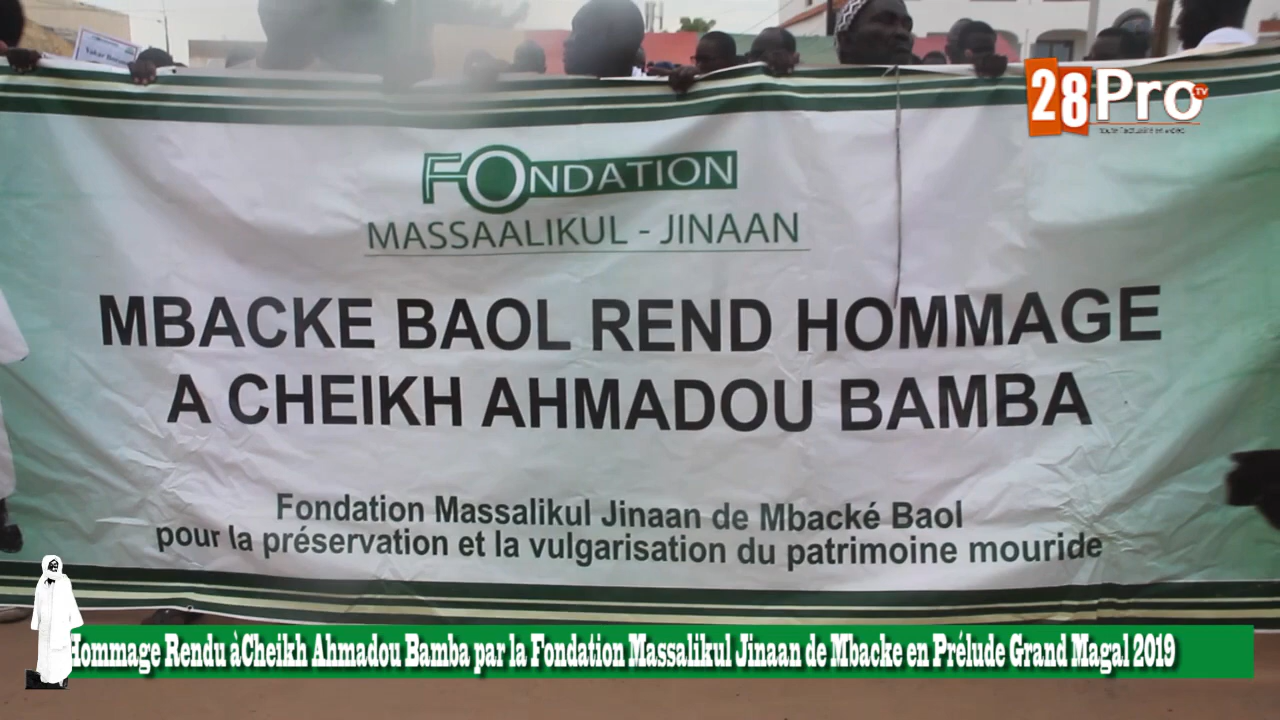 28Pro.TV
FONDATION
MASSAALIKUL - JINAAN
MBACKE BAOL REND HOMMAGE
A CHEIKH AHMADOU BAMBA
Fondation Massalikul Jinaan de Mbacké Baol
pour la préservation et la vulgarisation du patrimoine mouride
Hommage Rendu àCheikh Ahmadou Bamba par la Fondation Massalikul Jinaan de Mbacke en Prélude Grand Magal 2019